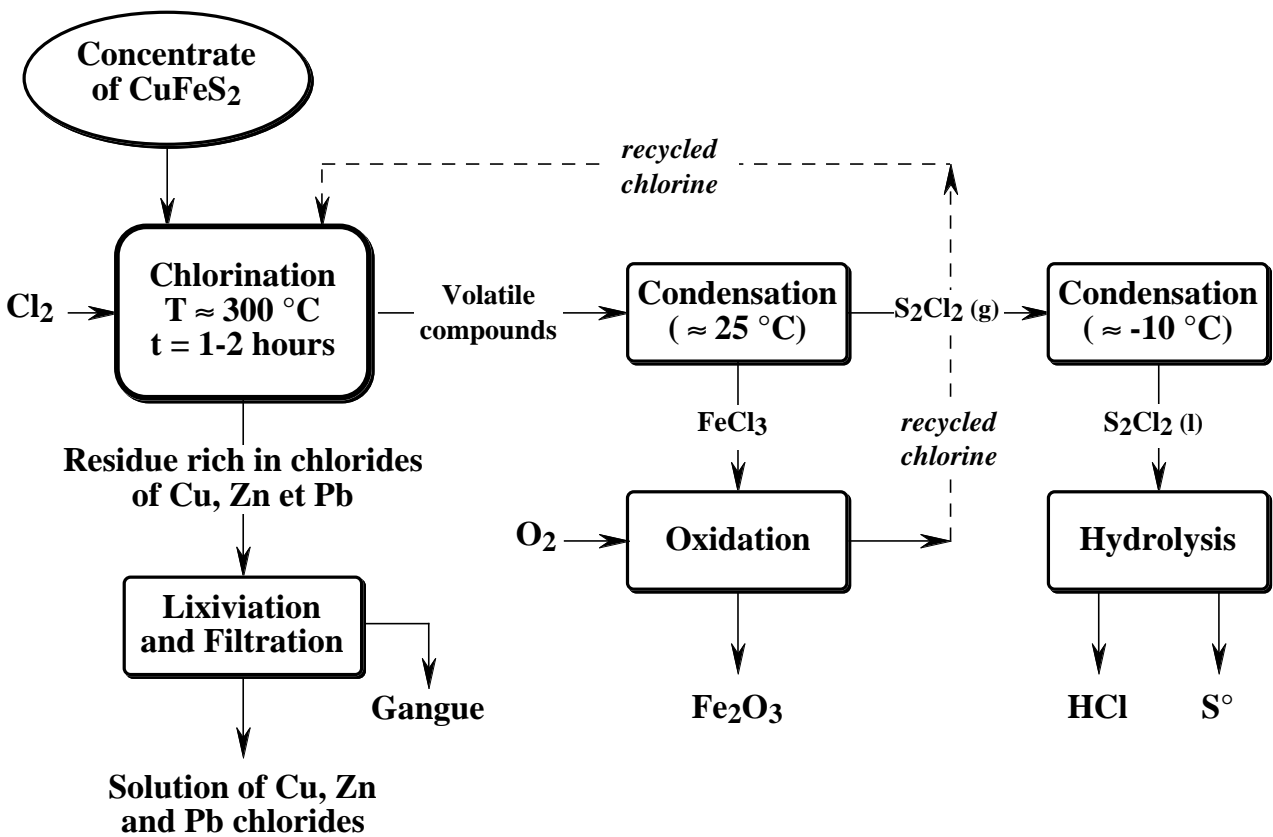 Concentrate
of CuFeS₂
recycled
chlorine
Cl₂
Chlorination
T ≈ 300 °C
t = 1-2 hours
Volatile
compounds
Condensation
( ≈ 25 °C)
S₂Cl₂ (g)
Condensation
( ≈ -10 °C)
FeCl₃
recycled
chlorine
S₂Cl₂ (l)
Residue rich in chlorides
of Cu, Zn et Pb
O₂
Oxidation
Hydrolysis
Lixiviation
and Filtration
Gangue
Fe₂O₃
HCl
S°
Solution of Cu, Zn
and Pb chlorides